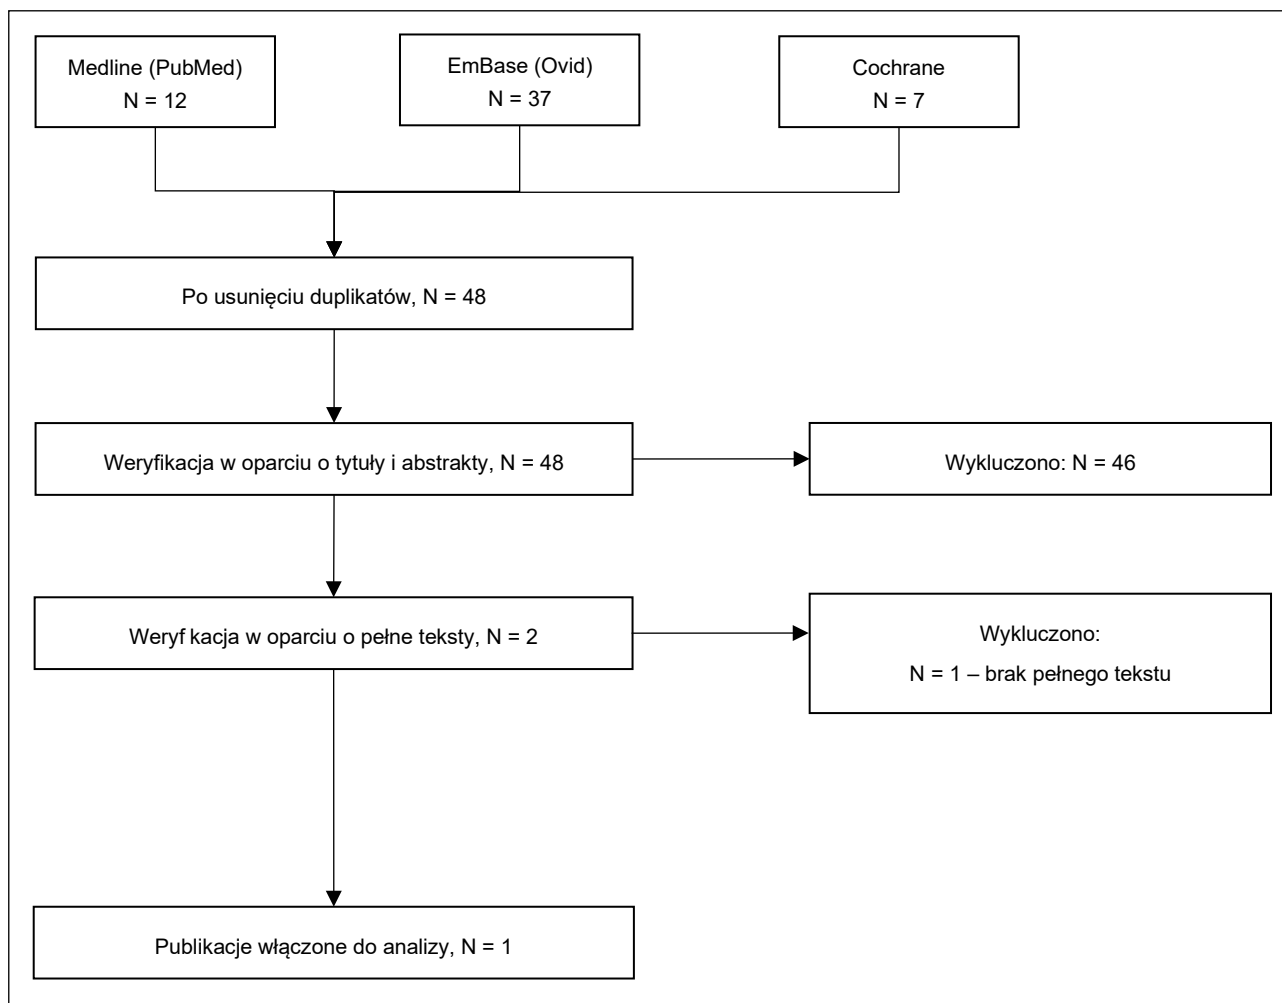 Medline (PubMed)
N = 12
EmBase (Ovid)
N = 37
Cochrane
N = 7
Po usunięciu duplikatów, N = 48
Weryfikacja w oparciu o tytuły i abstrakty, N = 48
Wykluczono: N = 46
Weryf kacja w oparciu o pełne teksty, N = 2
Wykluczono:
N = 1 – brak pełnego tekstu
Publikacje włączone do analizy, N = 1